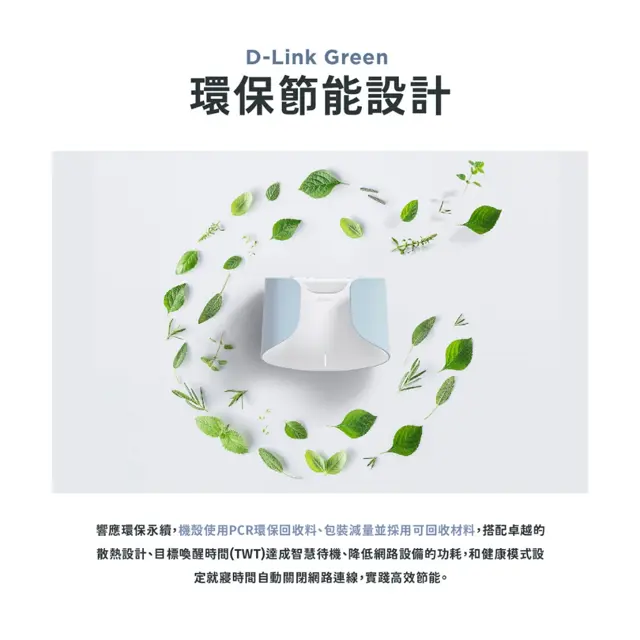 D-Link Green
環保節能設計
響應環保永續,機殼使用PCR環保回收料、包裝減量並採用可回收材料,搭配卓越的
散熱設計、目標喚醒時間(TWT)達成智慧待機、降低網路設備的功耗,和健康模式設
定就寢時間自動關閉網路連線,實踐高效節能。